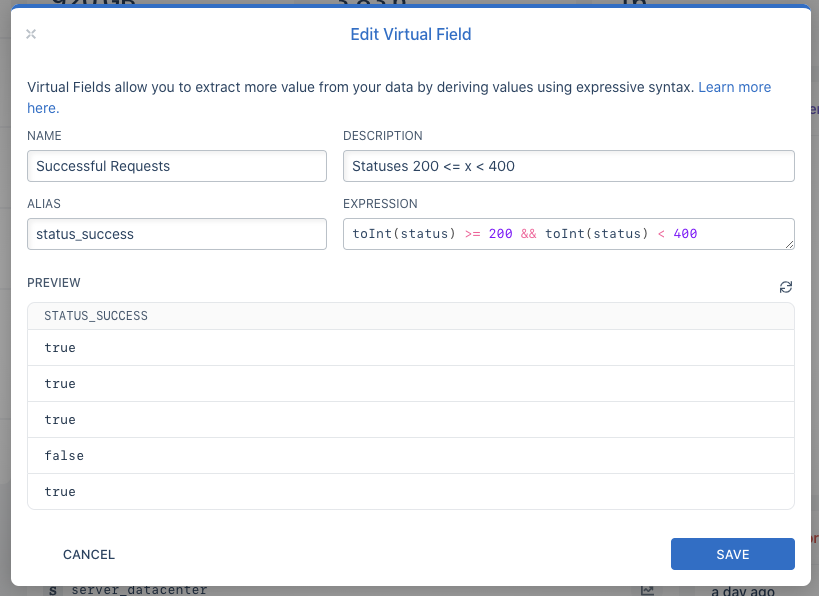 Edit Virtual Field
Virtual Fields allow you to extract more value from your data by deriving values using expressive syntax. Learn more
here.
NAME
DESCRIPTION
Successful Requests
Statuses 200 <= x < 400
ALIAS
EXPRESSION
status_success
toInt(status) >= 200 && toInt(status) < 400
PREVIEW
STATUS_SUCCESS
true
true
true
false
true
CANCEL
SAVE
S server_datacenter
a day ago